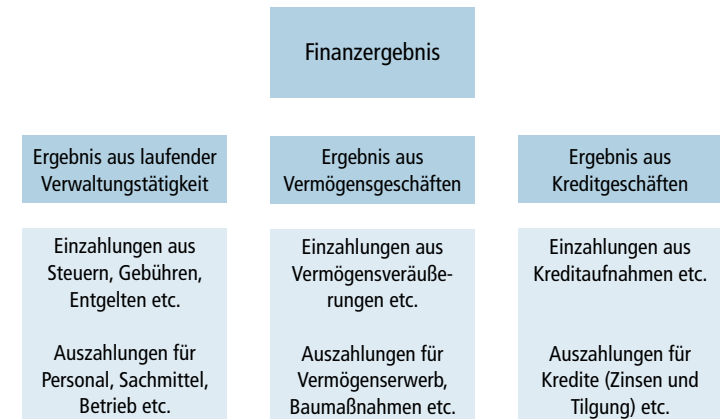 Finanzergebnis
Ergebnis aus laufender
Verwaltungstätigkeit
Ergebnis aus
Vermögensgeschäften
Ergebnis aus
Kreditgeschäften
Einzahlungen aus
Steuern, Gebühren,
Entgelten etc.
Auszahlungen für
Personal, Sachmittel,
Betrieb etc.
Einzahlungen aus
Vermögensveräuße-
rungen etc.
Auszahlungen für
Vermögenserwerb,
Baumaßnahmen etc.
Einzahlungen aus
Kreditaufnahmen etc.
Auszahlungen für
Kredite (Zinsen und
Tilgung) etc.